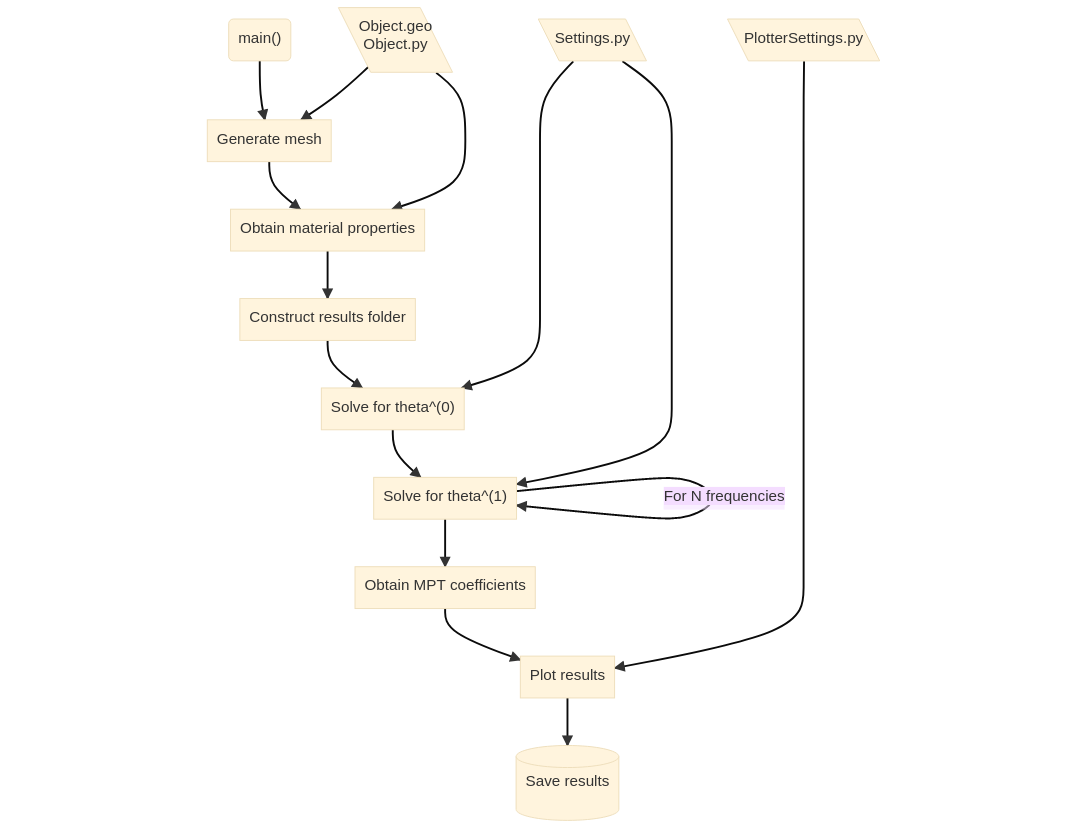 main()
Object.geo
Object.py
Settings.py
PlotterSettings.py
Generate mesh
Obtain material properties
Construct results folder
Solve for theta^(0)
Solve for theta^(1)
For N frequencies
Obtain MPT coefficients
Plot results
Save results